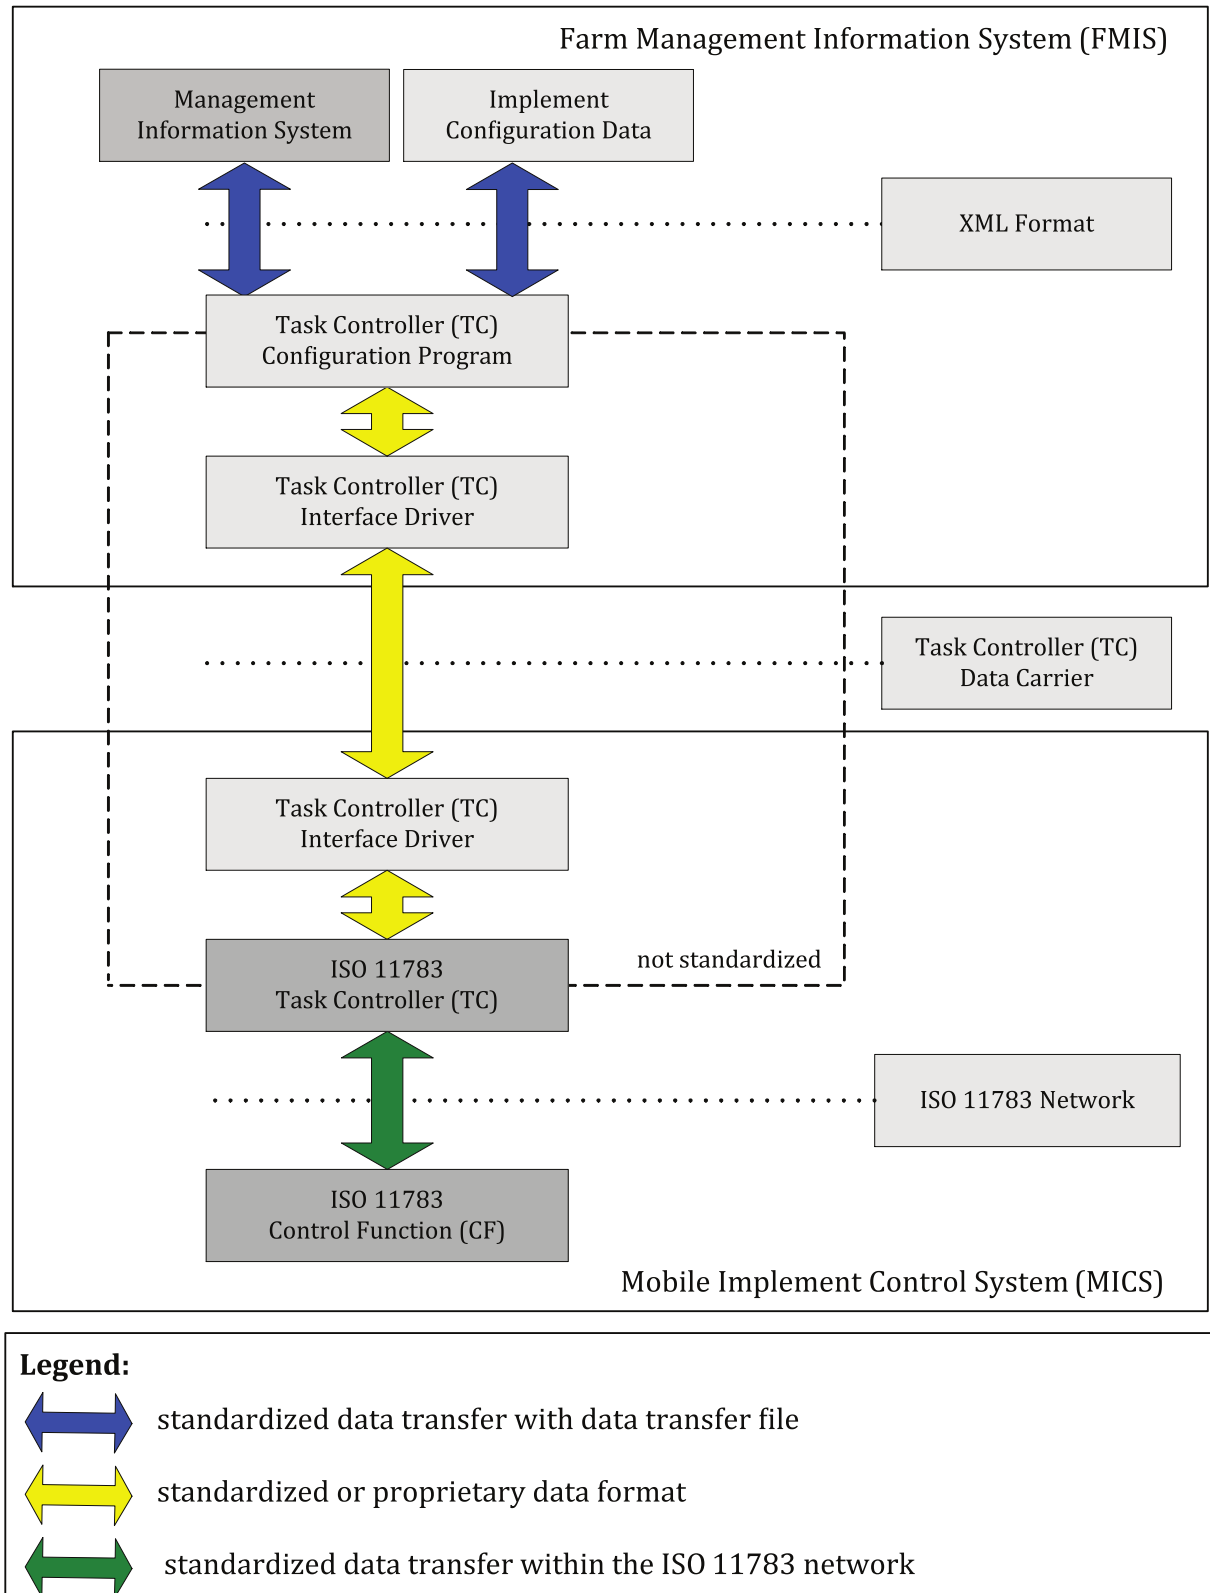 Farm Management Information System (FMIS)
Management
Information System
Implement
Configuration Data
XML Format
Task Controller (TC)
Configuration Program
Task Controller (TC)
Interface Driver
Task Controller (TC)
Data Carrier
Task Controller (TC)
Interface Driver
ISO 11783
Task Controller (TC)
not standardized
ISO 11783 Network
ISO 11783
Control Function (CF)
Mobile Implement Control System (MICS)
Legend:
standardized data transfer with data transfer file
standardized or proprietary data format
standardized data transfer within the ISO 11783 network